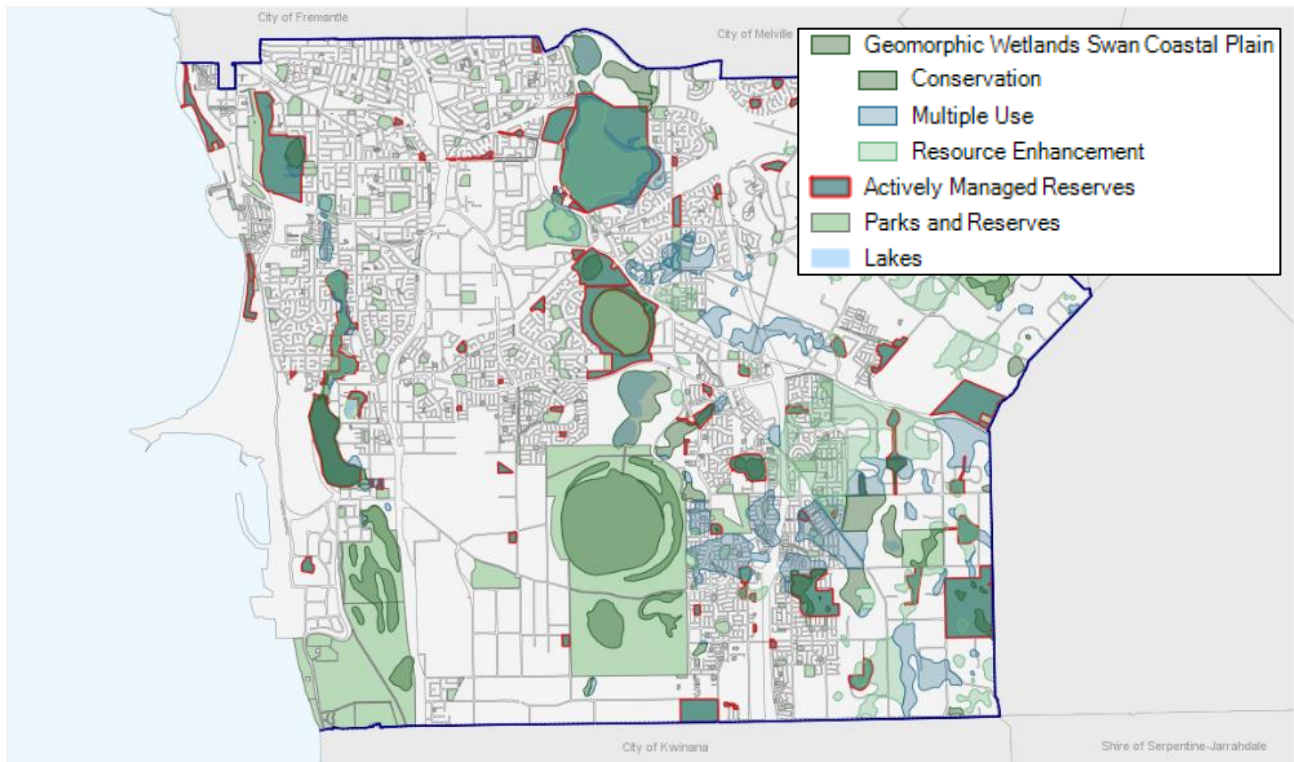 City of Fremantle
City of Melville
Geomorphic Wetlands Swan Coastal Plain
Conservation
Multiple Use
Resource Enhancement
Actively Managed Reserves
Parks and Reserves
Lakes
City of Kwinana
Shire of Serpentine-Jarrahdale